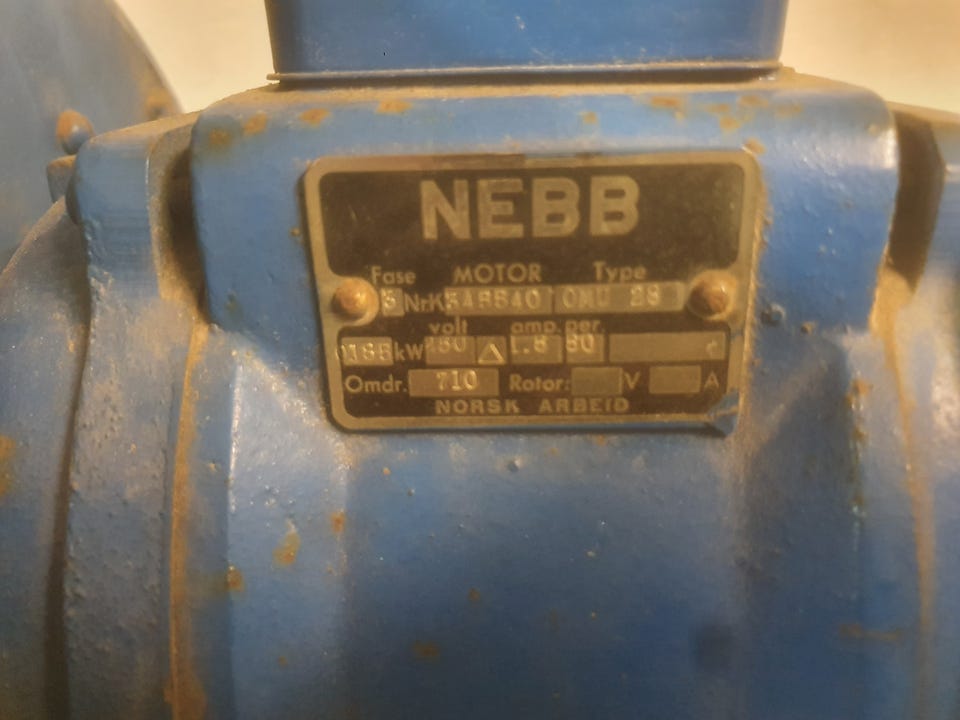 NEBB
Fase MOTOR Type
3 Nr.K OMU 28
volt amp. per.
kW Δ 1.8
Omdr. 710 Rotor: V A
NORSK ARBEID